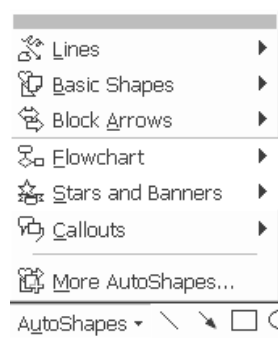 Lines
Basic Shapes
Block Arrows
Flowchart
Stars and Banners
Callouts
More AutoShapes...
AutoShapes